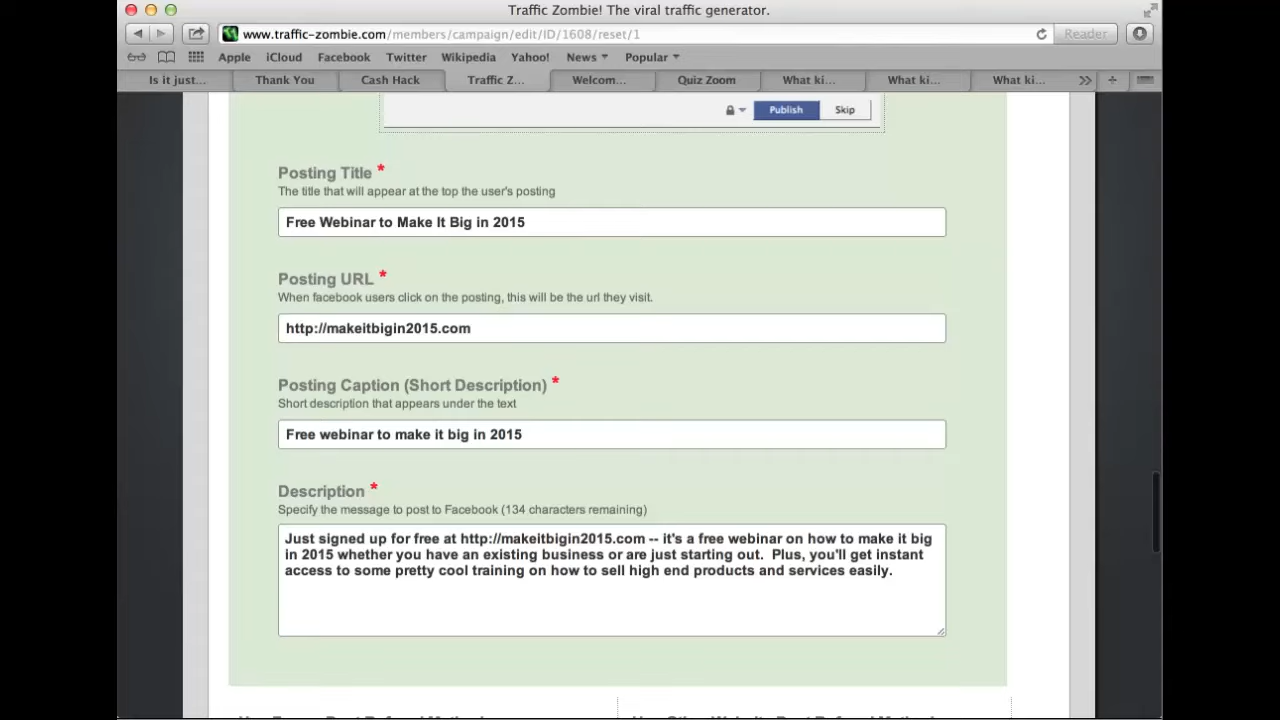 Traffic Zombie! The viral traffic generator.
www.traffic-zombie.com/members/campaign/edit/ID/1608/reset/1
Reader
Apple iCloud Facebook Twitter Wikipedia Yahoo! News Popular
Is it just... Thank You Cash Hack Traffic Z... Welcom... Quiz Zoom What ki... What ki... What ki...
Publish Skip
Posting Title *
The title that will appear at the top the user's posting
Free Webinar to Make It Big in 2015
Posting URL *
When facebook users click on the posting, this will be the url they visit.
http://makeitbigin2015.com
Posting Caption (Short Description) *
Short description that appears under the text
Free webinar to make it big in 2015
Description *
Specify the message to post to Facebook (134 characters remaining)
Just signed up for free at http://makeitbigin2015.com -- it's a free webinar on how to make it big
in 2015 whether you have an existing business or are just starting out.  Plus, you'll get instant
access to some pretty cool training on how to sell high end products and services easily.